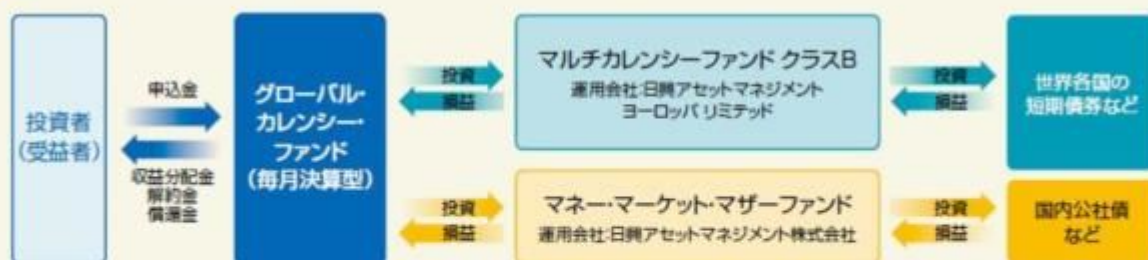 投資者
(受益者)
申込金
収益分配金
解約金
償還金
グローバル・
カレンシー・
ファンド
(毎月決算型)
投資
損益
マルチカレンシーファンド クラスB
運用会社:日興アセットマネジメント
ヨーロッパ リミテッド
投資
損益
世界各国の
短期債券など
投資
損益
マネー・マーケット・マザーファンド
運用会社:日興アセットマネジメント株式会社
投資
損益
国内公社債
など